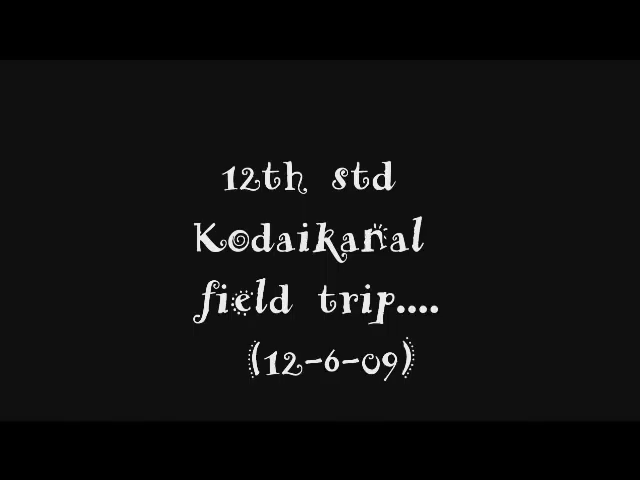 12th std
Kodaikanal
field trip....
(12-6-09)